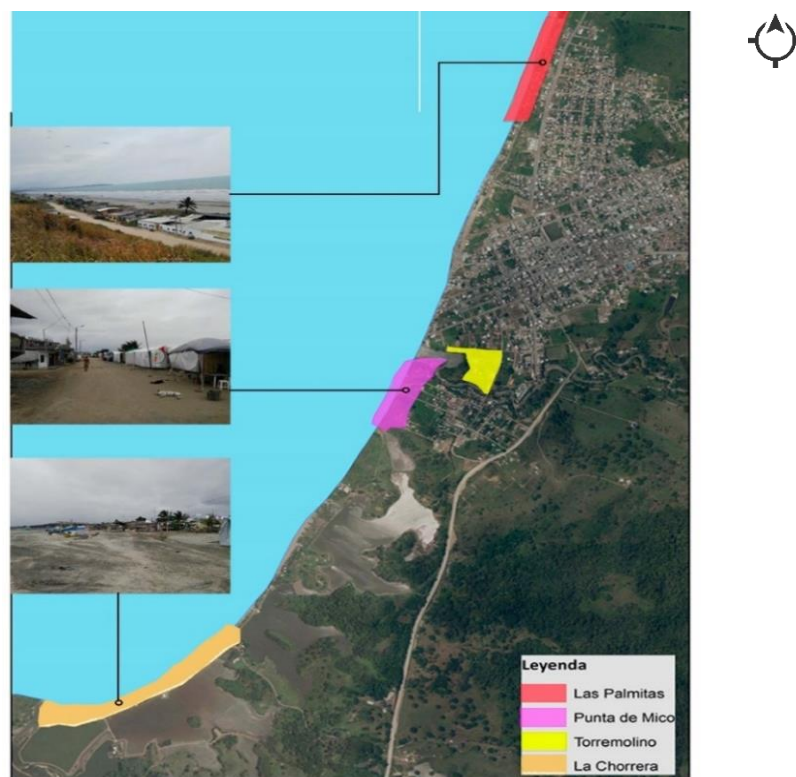 Leyenda
Las Palmitas
Punta de Mico
Torremolino
La Chorrera